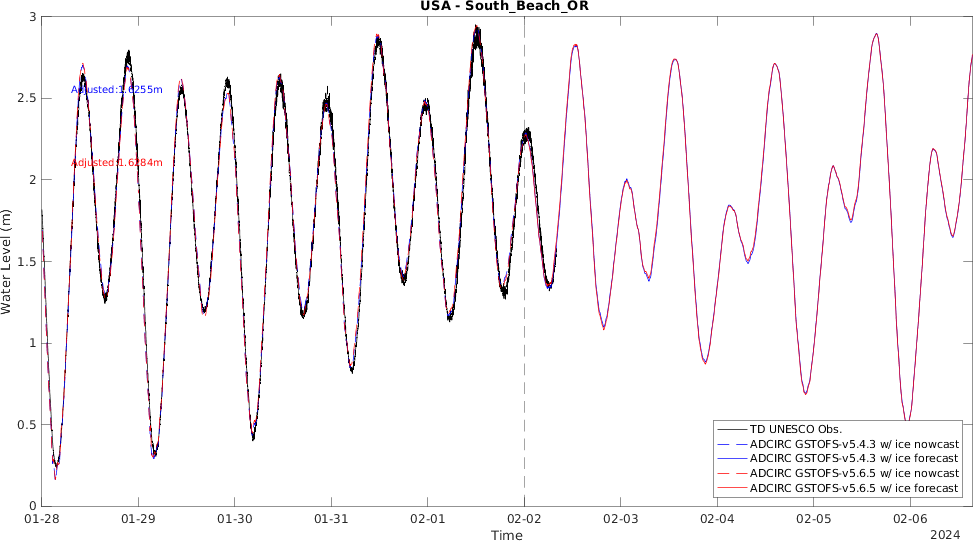 USA - South_Beach_OR
3
2.5
2
1.5
1
0.5
0
Water Level (m)
Adjusted:1.6255m
Adjusted:1.6284m
TD UNESCO Obs.
ADCIRC GSTOFS-v5.4.3 w/ ice nowcast
ADCIRC GSTOFS-v5.4.3 w/ ice forecast
ADCIRC GSTOFS-v5.6.5 w/ ice nowcast
ADCIRC GSTOFS-v5.6.5 w/ ice forecast
01-28 01-29 01-30 01-31 02-01 02-02 02-03 02-04 02-05 02-06
Time
2024